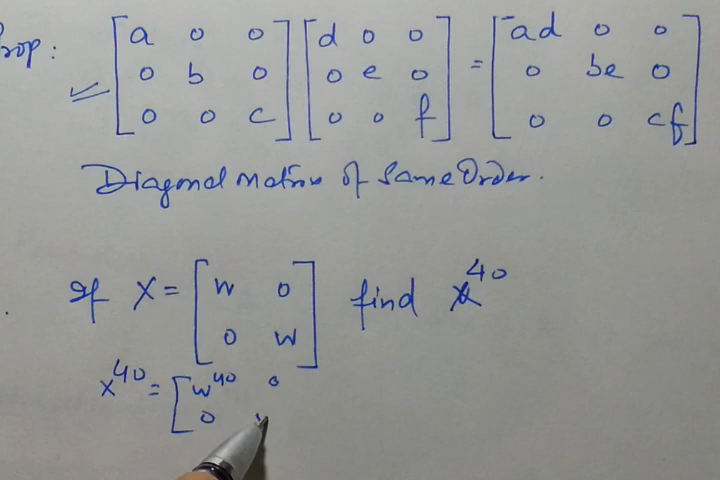 rop: [a 0 0 0 b 0 0 0 c] [d 0 0 0 e 0 0 0 f] = [ad 0 0 0 be 0 0 0 cf]
Diagonal matrix of Same Order.
If X = [w 0 0 w] find X^40
X^40 = [w^40 0 0